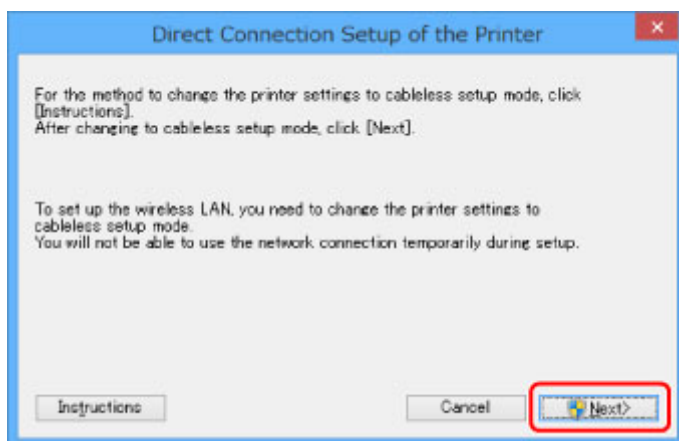 Direct Connection Setup of the Printer
For the method to change the printer settings to cableless setup mode, click
[Instructions].
After changing to cableless setup mode, click [Next].
To set up the wireless LAN, you need to change the printer settings to
cableless setup mode.
You will not be able to use the network connection temporarily during setup.
Instructions
Cancel
Next>